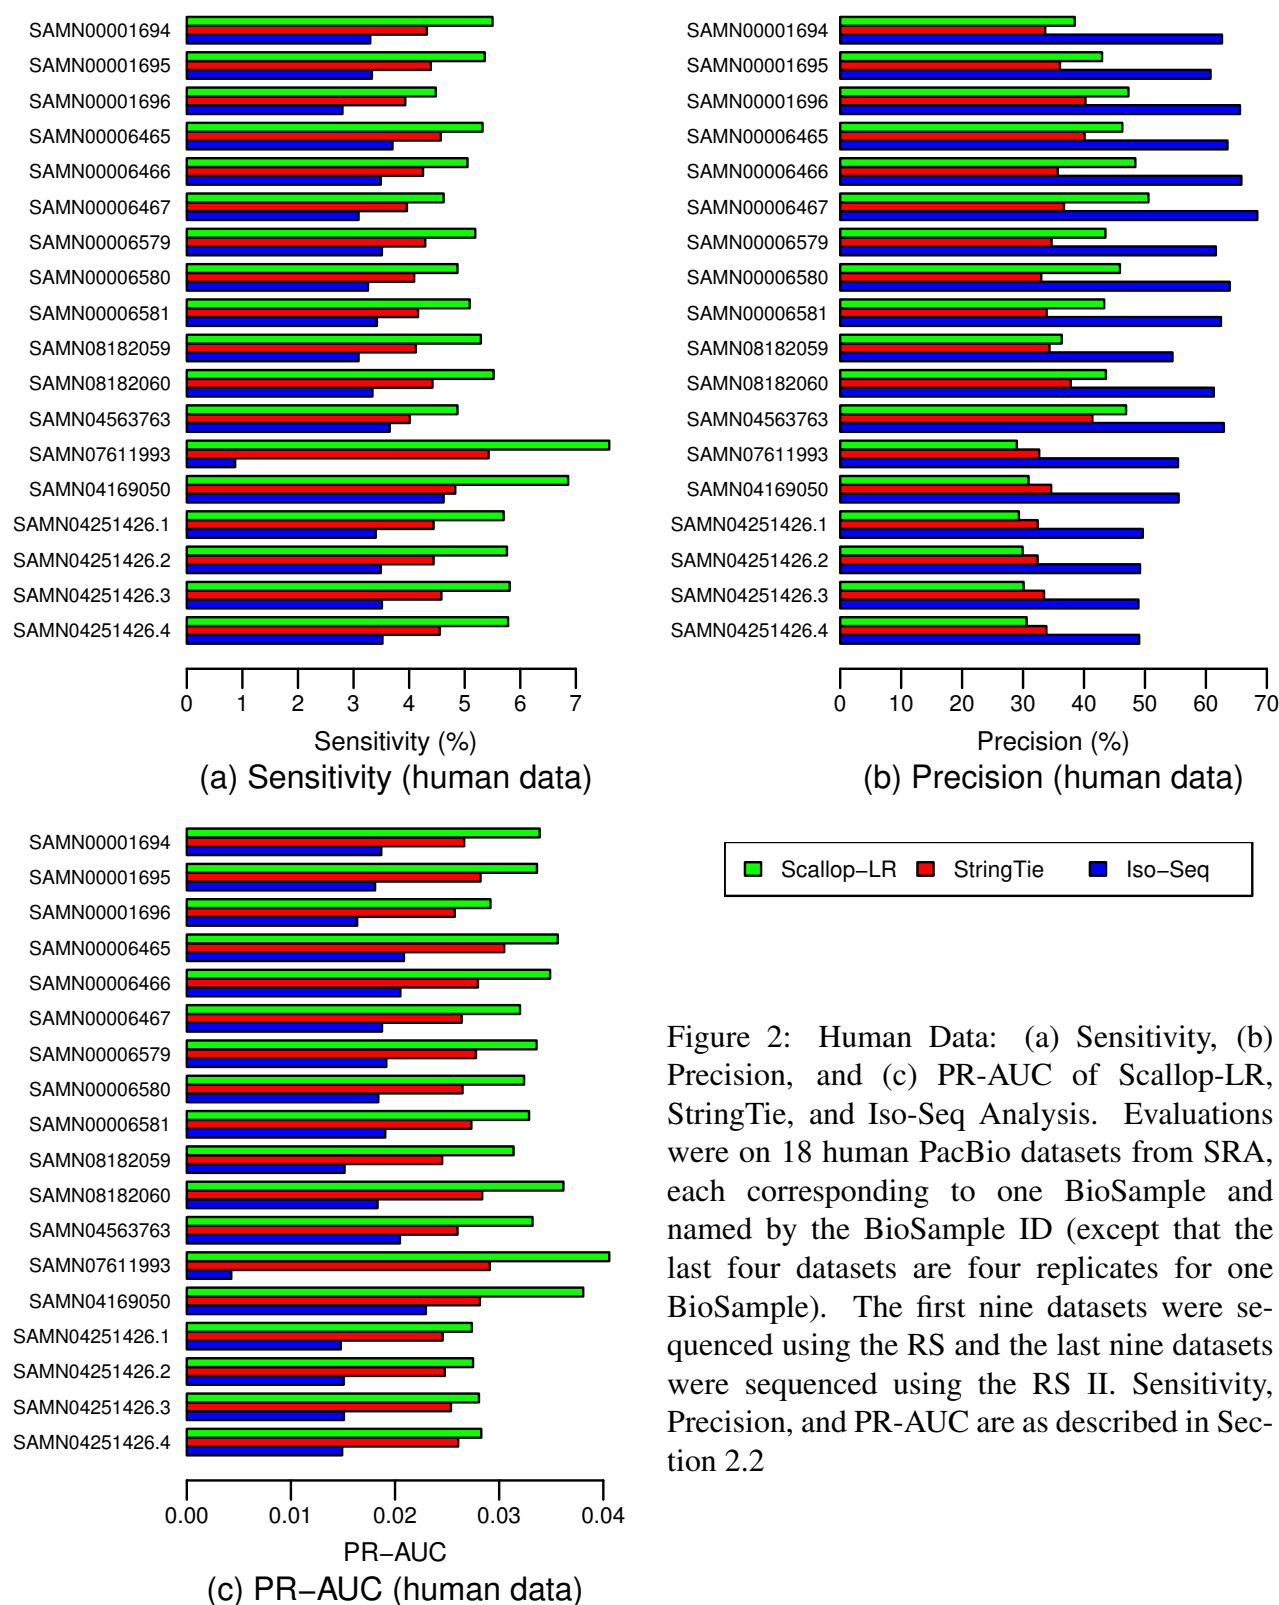 SAMN00001694
SAMN00001695
SAMN00001696
SAMN00006465
SAMN00006466
SAMN00006467
SAMN00006579
SAMN00006580
SAMN00006581
SAMN08182059
SAMN08182060
SAMN04563763
SAMN07611993
SAMN04169050
SAMN04251426.1
SAMN04251426.2
SAMN04251426.3
SAMN04251426.4
0 1 2 3 4 5 6 7
Sensitivity (%)
(a) Sensitivity (human data)
SAMN00001694
SAMN00001695
SAMN00001696
SAMN00006465
SAMN00006466
SAMN00006467
SAMN00006579
SAMN00006580
SAMN00006581
SAMN08182059
SAMN08182060
SAMN04563763
SAMN07611993
SAMN04169050
SAMN04251426.1
SAMN04251426.2
SAMN04251426.3
SAMN04251426.4
0 10 20 30 40 50 60 70
Precision (%)
(b) Precision (human data)
SAMN00001694
SAMN00001695
SAMN00001696
SAMN00006465
SAMN00006466
SAMN00006467
SAMN00006579
SAMN00006580
SAMN00006581
SAMN08182059
SAMN08182060
SAMN04563763
SAMN07611993
SAMN04169050
SAMN04251426.1
SAMN04251426.2
SAMN04251426.3
SAMN04251426.4
0.00 0.01 0.02 0.03 0.04
PR−AUC
(c) PR−AUC (human data)
Scallop−LR StringTie Iso−Seq
Figure 2: Human Data: (a) Sensitivity, (b)
Precision, and (c) PR-AUC of Scallop-LR,
StringTie, and Iso-Seq Analysis. Evaluations
were on 18 human PacBio datasets from SRA,
each corresponding to one BioSample and
named by the BioSample ID (except that the
last four datasets are four replicates for one
BioSample). The first nine datasets were se-
quenced using the RS and the last nine datasets
were sequenced using the RS II. Sensitivity,
Precision, and PR-AUC are as described in Sec-
tion 2.2